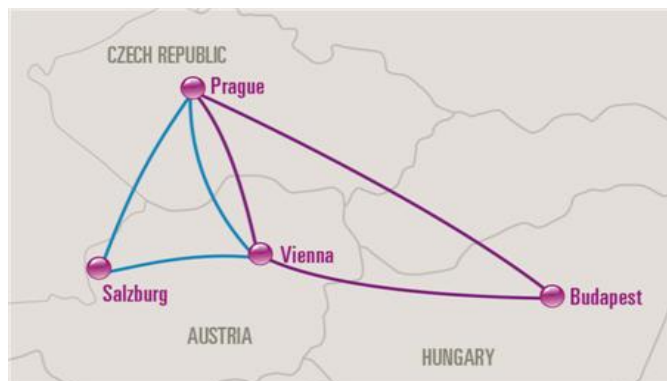 CZECH REPUBLIC
Prague
Vienna
Salzburg
Budapest
AUSTRIA
HUNGARY